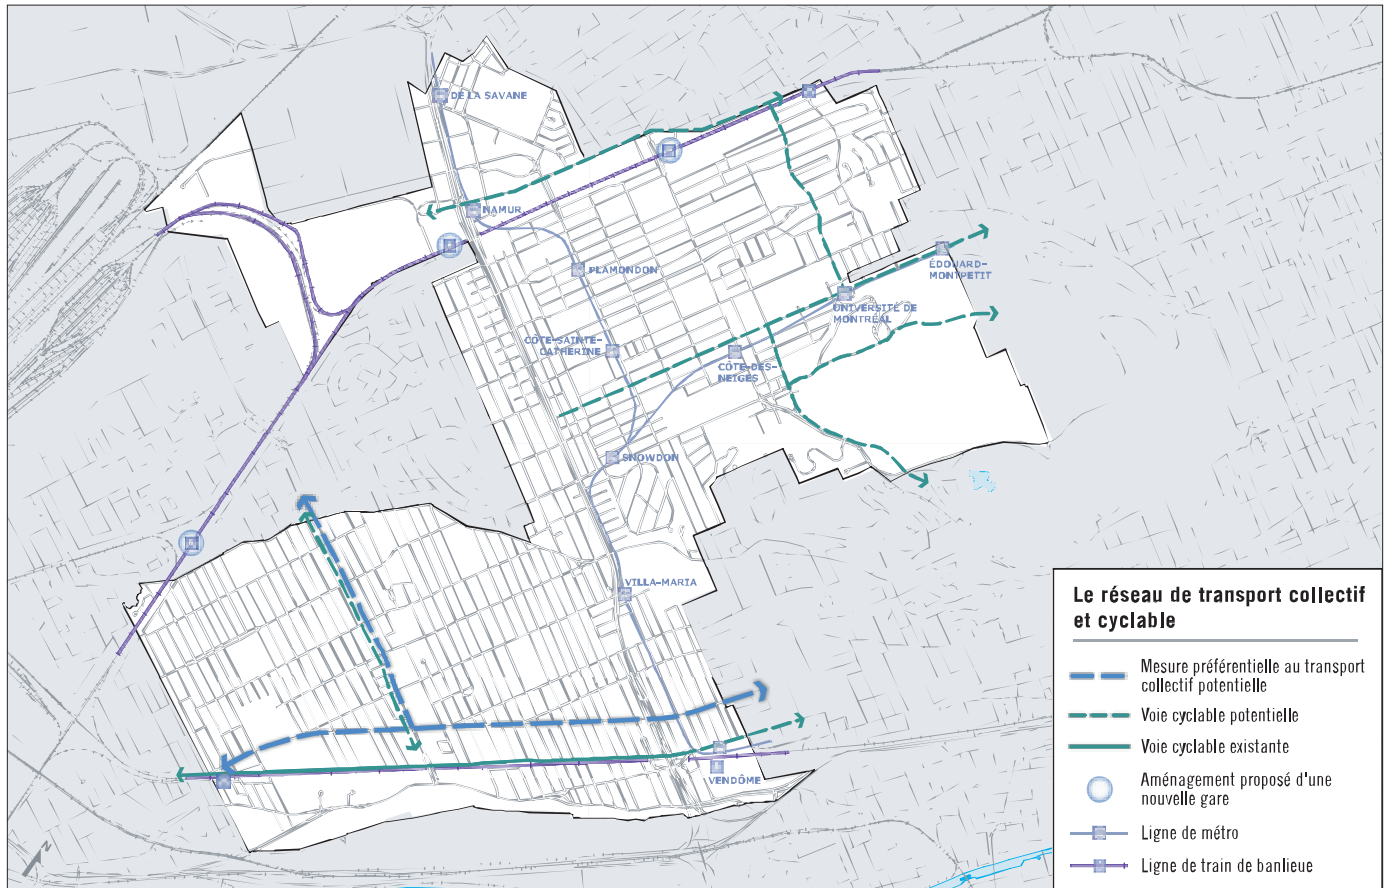 DE LA SAVANE
NAMUR
PLAMONDON
ÉDOUARD-
MONTPETIT
UNIVERSITÉ DE
MONTRÉAL
CÔTE-SAINTE-
CATHERINE
CÔTE-DES-
NEIGES
SNOWDON
VILLA-MARIA
VENDÔME
Le réseau de transport collectif
et cyclable
Mesure préférentielle au transport
collectif potentielle
Voie cyclable potentielle
Voie cyclable existante
Aménagement proposé d'une
nouvelle gare
Ligne de métro
Ligne de train de banlieue